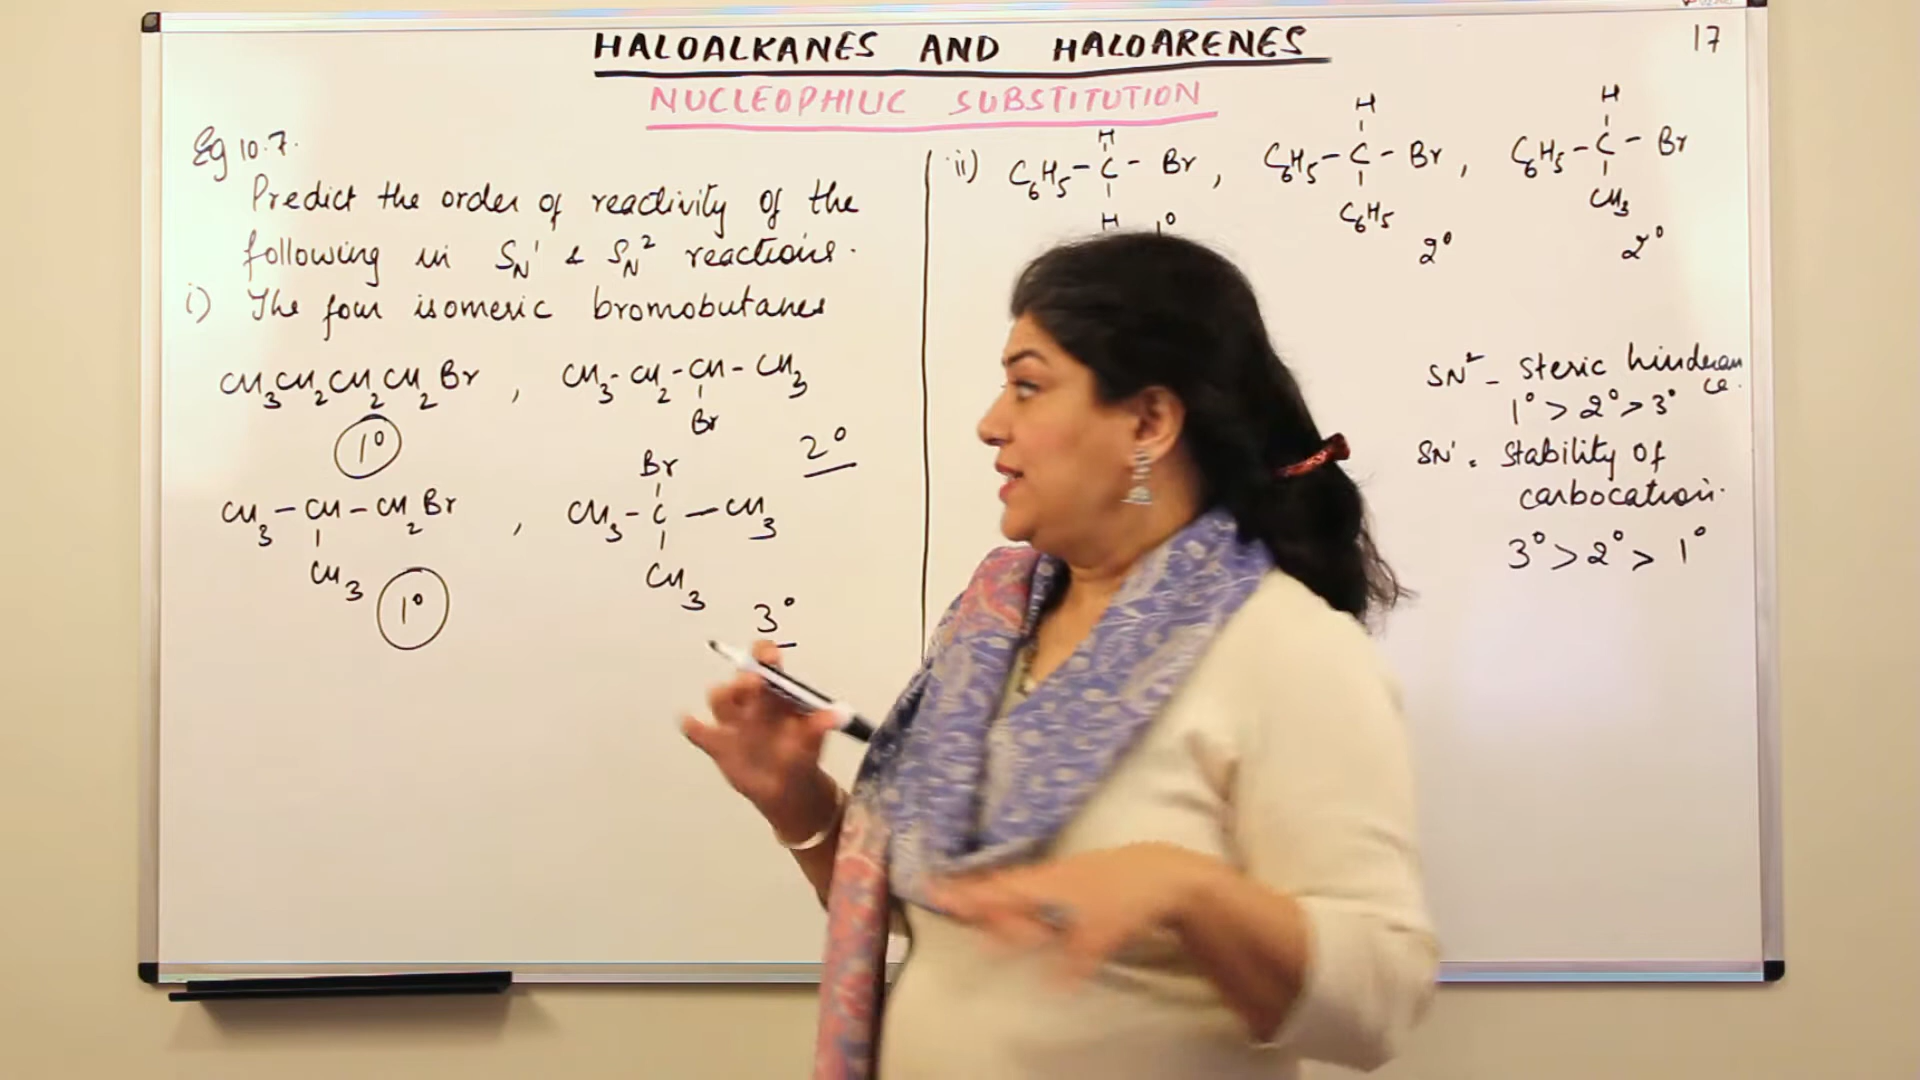 HALOALKANES AND HALOARENES
17
NUCLEOPHILIC SUBSTITUTION
Eg 10.7.
Predict the order of reactivity of the
following in SN¹ & SN² reactions.
i) The four isomeric bromobutanes
CH₃CH₂CH₂CH₂Br ,
1°
CH₃-CH₂-CH-CH₃
Br
2°
CH₃-CH-CH₂Br ,
CH₃
1°
Br
CH₃-C-CH₃
CH₃
3°
ii)
H
C₆H₅-C-Br ,
H
1°
H
C₆H₅-C-Br ,
C₆H₅
2°
H
C₆H₅-C-Br
CH₃
2°
SN² - Steric hinderan
ce.
1° > 2° > 3°
SN¹ . Stability of
carbocation.
3° > 2° > 1°